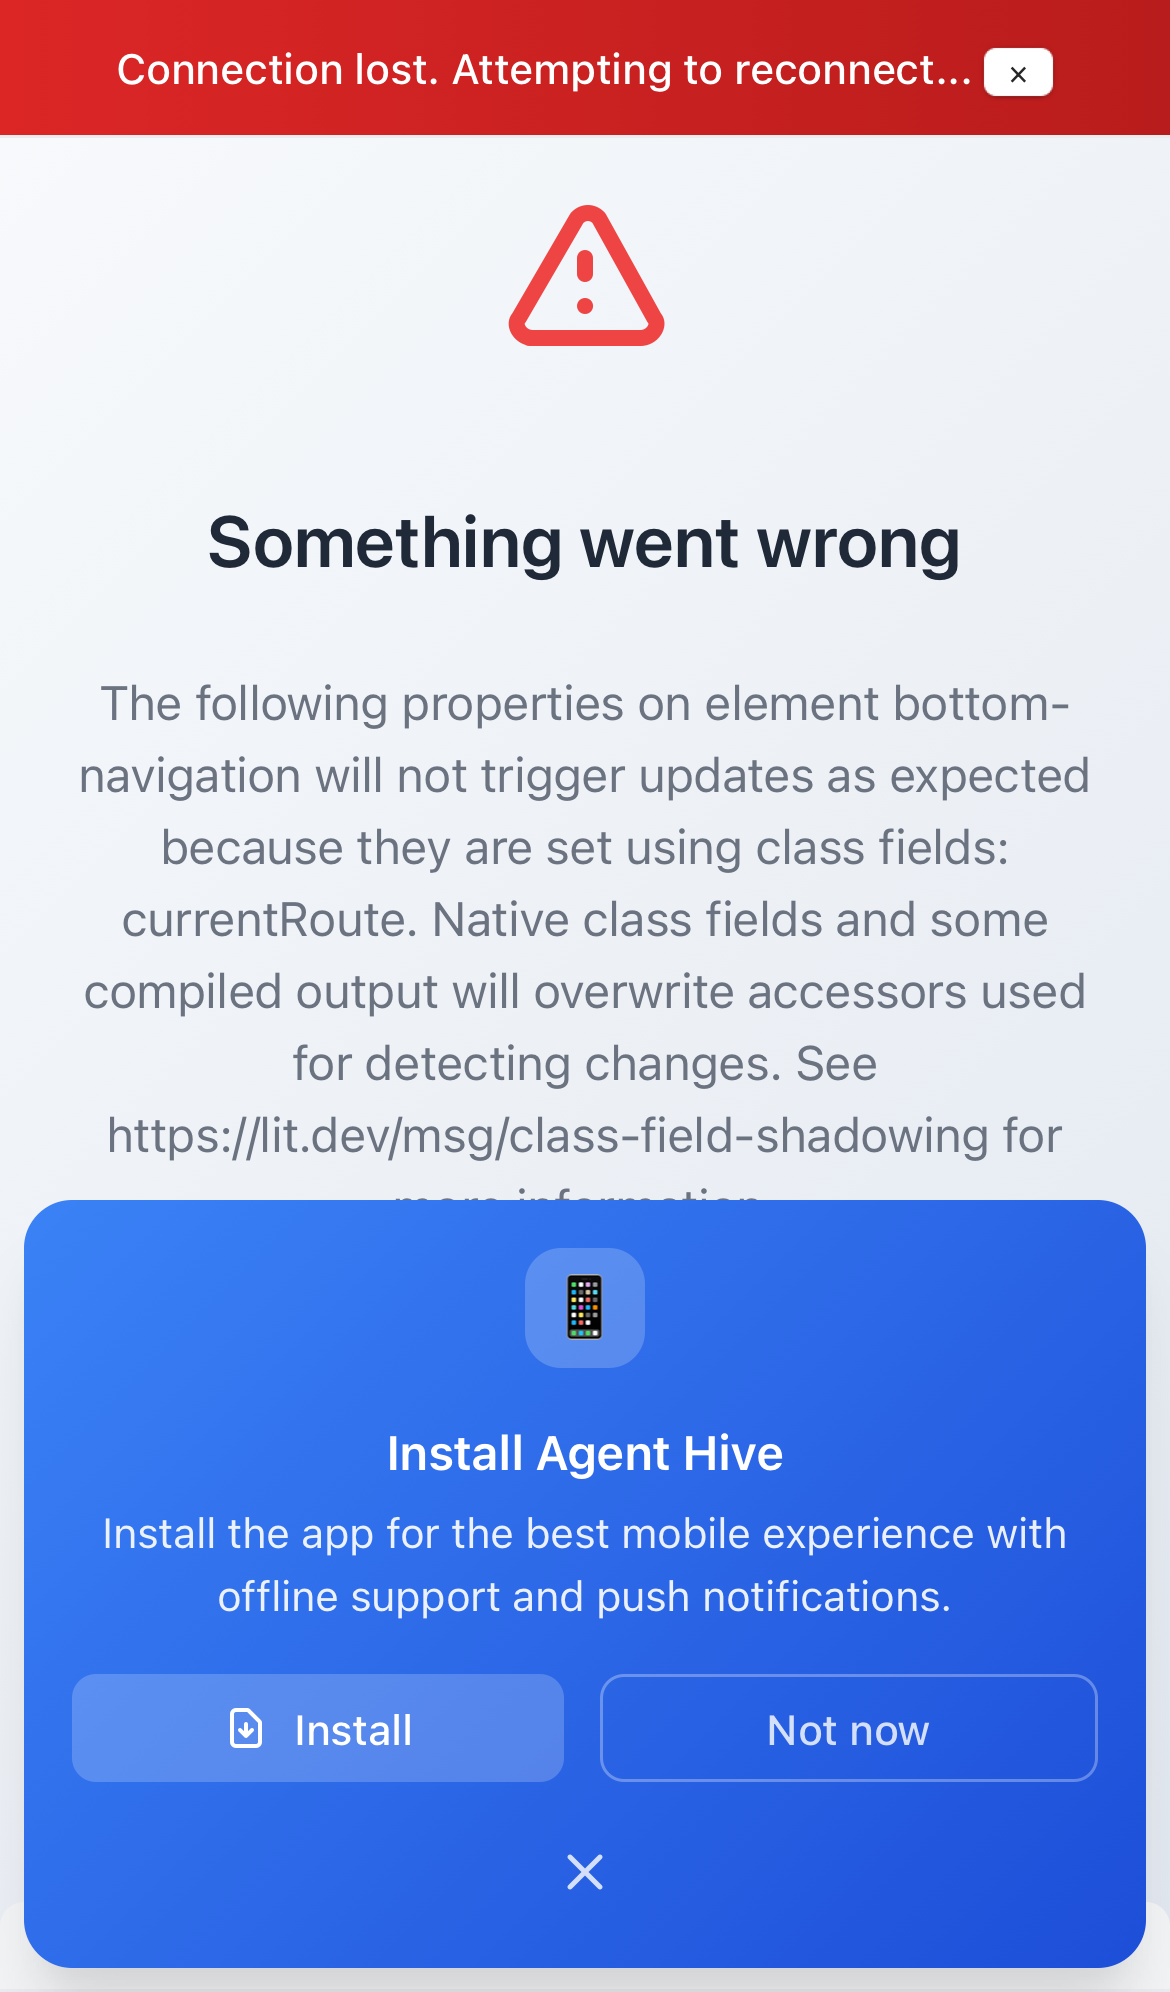 Connection lost. Attempting to reconnect... ×
Something went wrong
The following properties on element bottom-
navigation will not trigger updates as expected
because they are set using class fields:
currentRoute. Native class fields and some
compiled output will overwrite accessors used
for detecting changes. See
https://lit.dev/msg/class-field-shadowing for
more information.
Install Agent Hive
Install the app for the best mobile experience with
offline support and push notifications.
Install
Not now